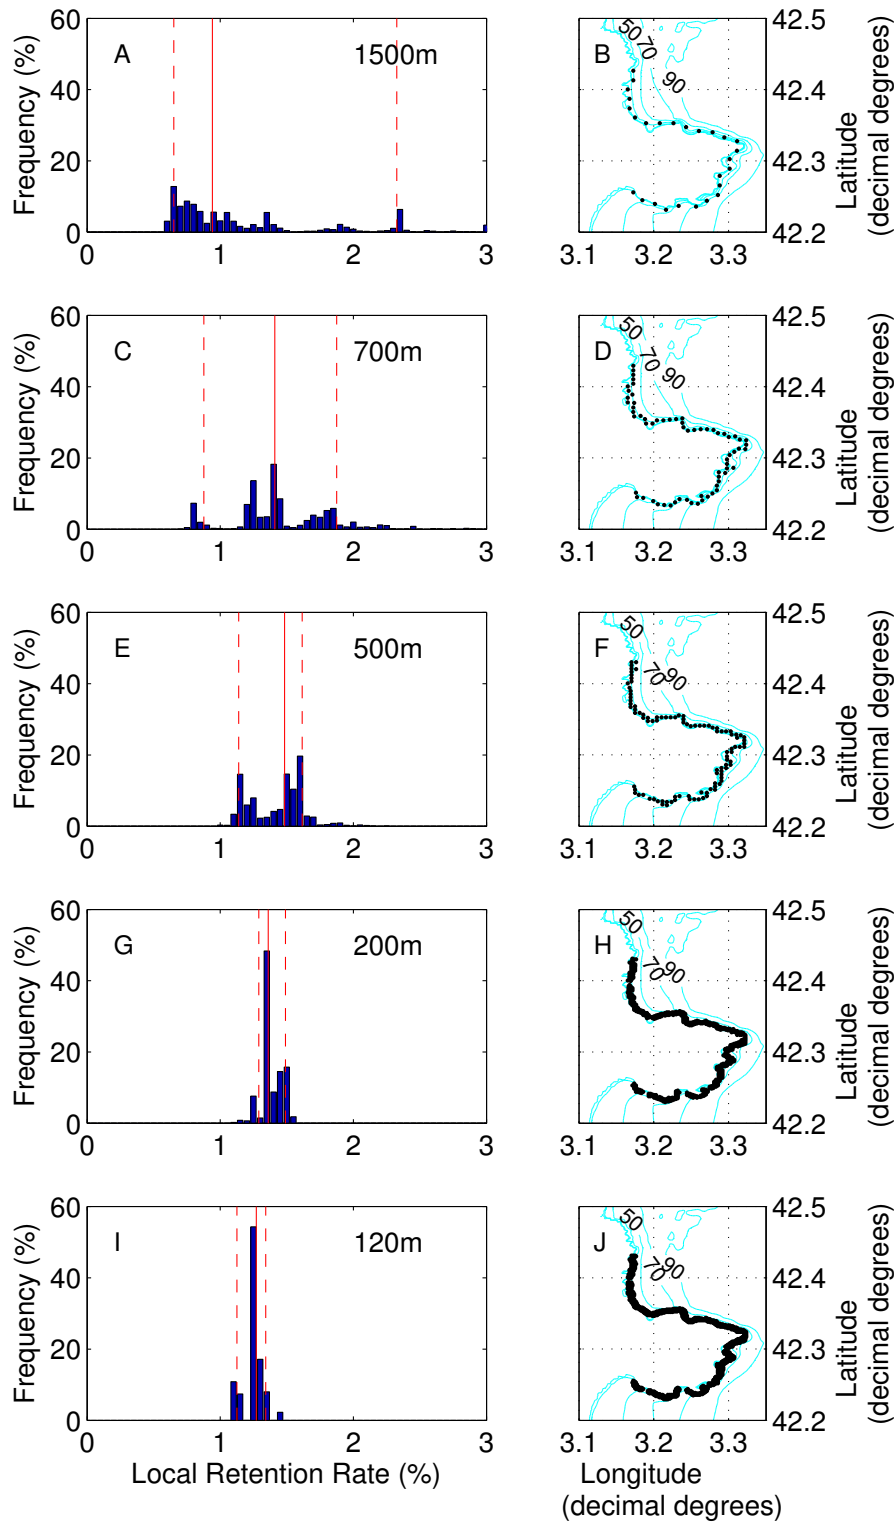 Frequency (%)
60
40
20
0
A
1500m
0
1
2
3
B
50
70
90
42.5
42.4
42.3
42.2
3.1
3.2
3.3
Latitude
(decimal degrees)
Frequency (%)
60
40
20
0
C
700m
0
1
2
3
D
50
70
90
42.5
42.4
42.3
42.2
3.1
3.2
3.3
Latitude
(decimal degrees)
Frequency (%)
60
40
20
0
E
500m
0
1
2
3
F
50
70
90
42.5
42.4
42.3
42.2
3.1
3.2
3.3
Latitude
(decimal degrees)
Frequency (%)
60
40
20
0
G
200m
0
1
2
3
H
50
70
90
42.5
42.4
42.3
42.2
3.1
3.2
3.3
Latitude
(decimal degrees)
Frequency (%)
60
40
20
0
I
120m
0
1
2
3
Local Retention Rate (%)
J
50
70
90
42.5
42.4
42.3
42.2
3.1
3.2
3.3
Latitude
(decimal degrees)
Longitude
(decimal degrees)